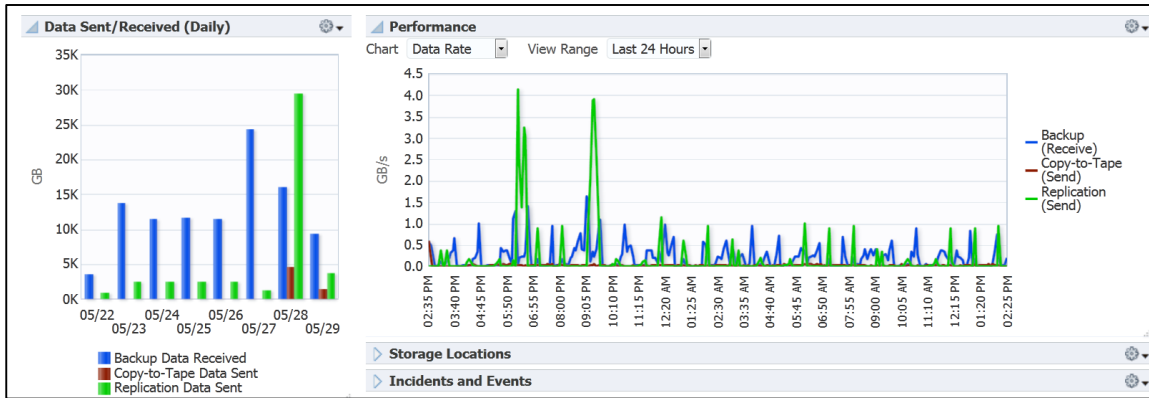 Data Sent/Received (Daily)
35K
30K
25K
20K
15K
10K
5K
0K
GB
05/22
05/23
05/24
05/25
05/26
05/27
05/28
05/29
Backup Data Received
Copy-to-Tape Data Sent
Replication Data Sent
Performance
Chart Data Rate View Range Last 24 Hours
4.5
4.0
3.5
3.0
2.5
2.0
1.5
1.0
0.5
0.0
GB/s
02:35 PM
03:40 PM
04:45 PM
05:50 PM
06:55 PM
08:00 PM
09:05 PM
10:10 PM
11:15 PM
12:20 AM
01:25 AM
02:30 AM
03:35 AM
04:40 AM
05:45 AM
06:50 AM
07:55 AM
09:00 AM
10:05 AM
11:10 AM
12:15 PM
01:20 PM
02:25 PM
Backup
(Receive)
Copy-to-Tape
(Send)
Replication
(Send)
Storage Locations
Incidents and Events